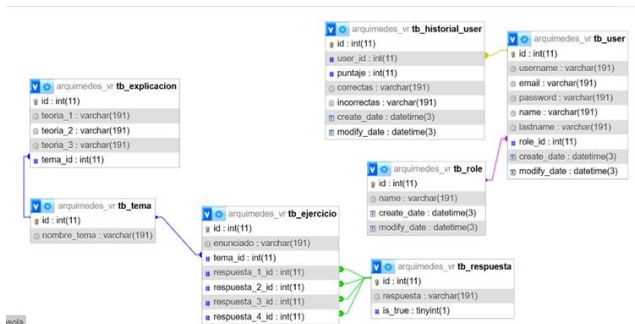 arquimedes_vr tb_historial_user
id : int(11)
user_id : int(11)
puntaje : int(11)
correctas : varchar(191)
incorrectas : varchar(191)
create_date : datetime(3)
modify_date : datetime(3)
arquimedes_vr tb_user
id : int(11)
username : varchar(191)
email : varchar(191)
password : varchar(191)
name : varchar(191)
lastname : varchar(191)
role_id : int(11)
create_date : datetime(3)
modify_date : datetime(3)
arquimedes_vr tb_explicacion
id : int(11)
teoria_1 : varchar(191)
teoria_2 : varchar(191)
teoria_3 : varchar(191)
tema_id : int(11)
arquimedes_vr tb_role
id : int(11)
name : varchar(191)
create_date : datetime(3)
modify_date : datetime(3)
arquimedes_vr tb_tema
id : int(11)
nombre_tema : varchar(191)
arquimedes_vr tb_ejercicio
id : int(11)
enunciado : varchar(191)
tema_id : int(11)
respuesta_1_id : int(11)
respuesta_2_id : int(11)
respuesta_3_id : int(11)
respuesta_4_id : int(11)
arquimedes_vr tb_respuesta
id : int(11)
respuesta : varchar(191)
is_true : tinyint(1)